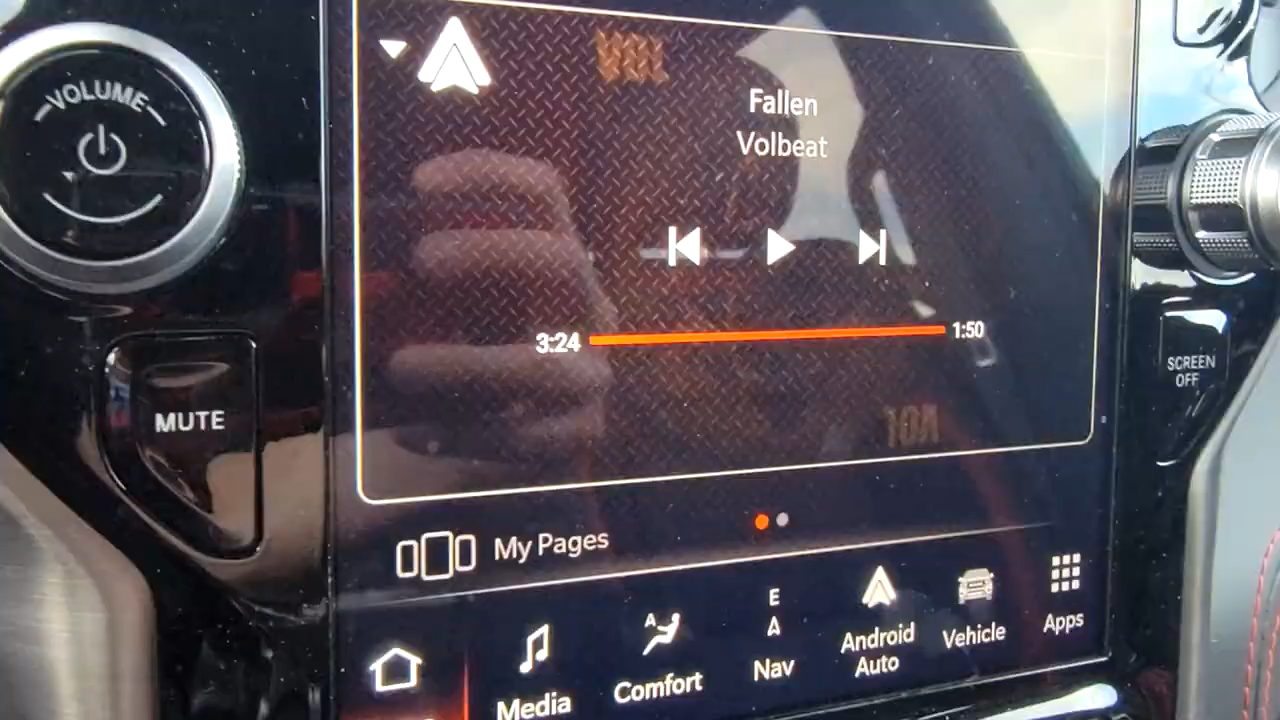 VOLUME
Fallen
Volbeat
3:24
1:50
MUTE
SCREEN
OFF
My Pages
A
E
Media
Comfort
Nav
Android
Auto
Vehicle
Apps